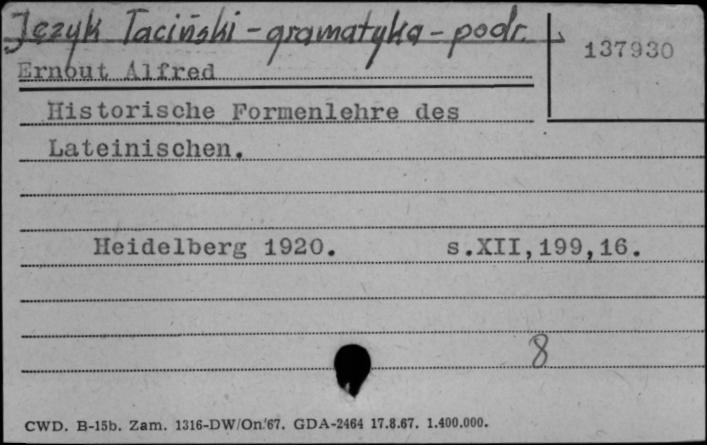 Język Taciński - gramatyka - podr.
137930
Ernout Alfred
Historische Formenlehre des
Lateinischen.
Heidelberg 1920. s.XII,199,16.
8
CWD. B-15b. Zam. 1316-DW/On/67. GDA-2464 17.8.67. 1.400.000.